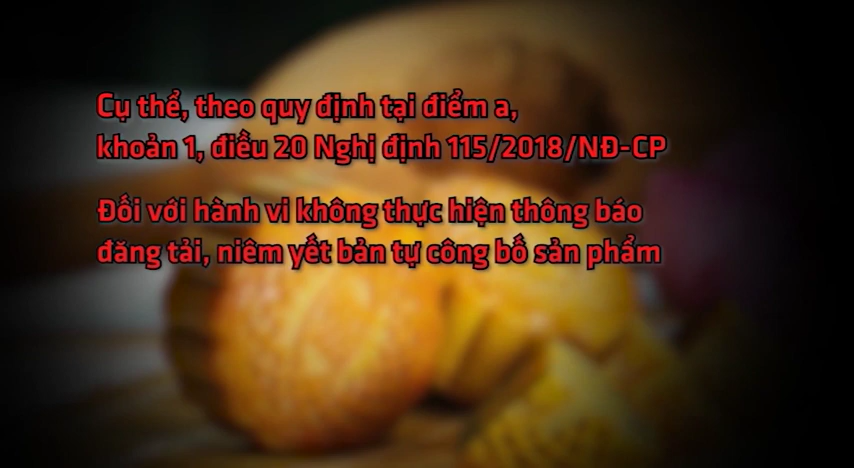 Cụ thể, theo quy định tại điểm a,
khoản 1, điều 20 Nghị định 115/2018/NĐ-CP
Đối với hành vi không thực hiện thông báo
đăng tải, niêm yết bản tự công bố sản phẩm